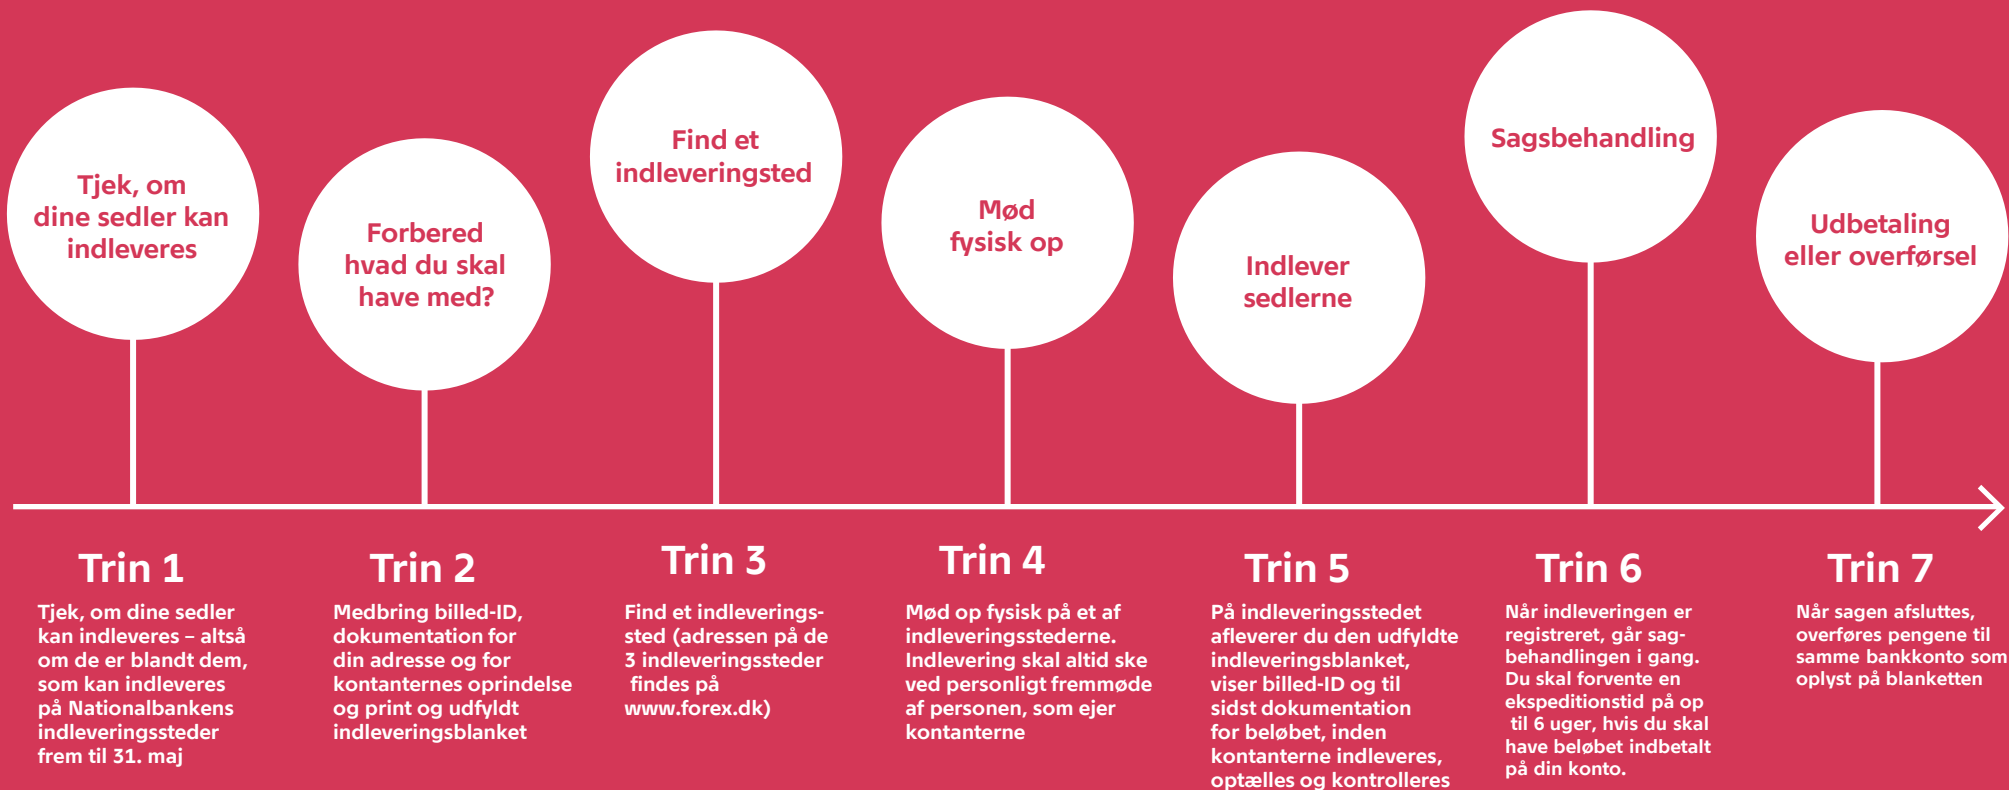 Tjek, om
dine sedler kan
indleveres
Forbered
hvad du skal
have med?
Find et
indleveringsted
Mød
fysisk op
Indlever
sedlerne
Sagsbehandling
Udbetaling
eller overførsel
Trin 1
Tjek, om dine sedler
kan indleveres – altså
om de er blandt dem,
som kan indleveres
på Nationalbankens
indleveringssteder
frem til 31. maj
Trin 2
Medbring billed-ID,
dokumentation for
din adresse og for
kontanternes oprindelse
og print og udfyldt
indleveringsblanket
Trin 3
Find et indleverings-
sted (adressen på de
3 indleveringssteder
findes på
www.forex.dk)
Trin 4
Mød op fysisk på et af
indleveringsstederne.
Indlevering skal altid ske
ved personligt fremmøde
af personen, som ejer
kontanterne
Trin 5
På indleveringsstedet
afleverer du den udfyldte
indleveringsblanket,
viser billed-ID og til
sidst dokumentation
for beløbet, inden
kontanterne indleveres,
optælles og kontrolleres
Trin 6
Når indleveringen er
registreret, går sag-
behandlingen i gang.
Du skal forvente en
ekspeditionstid på op
til 6 uger, hvis du skal
have beløbet indbetalt
på din konto.
Trin 7
Når sagen afsluttes,
overføres pengene til
samme bankkonto som
oplyst på blanketten